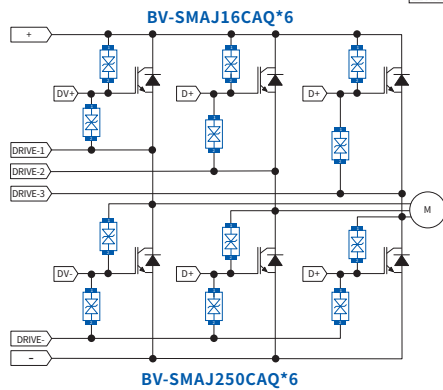 BV-SMAJ16CAQ*6
+
DV+
D+
D+
DRIVE-1
DRIVE-2
DRIVE-3
M
DV-
D+
D+
DRIVE-
-
BV-SMAJ250CAQ*6